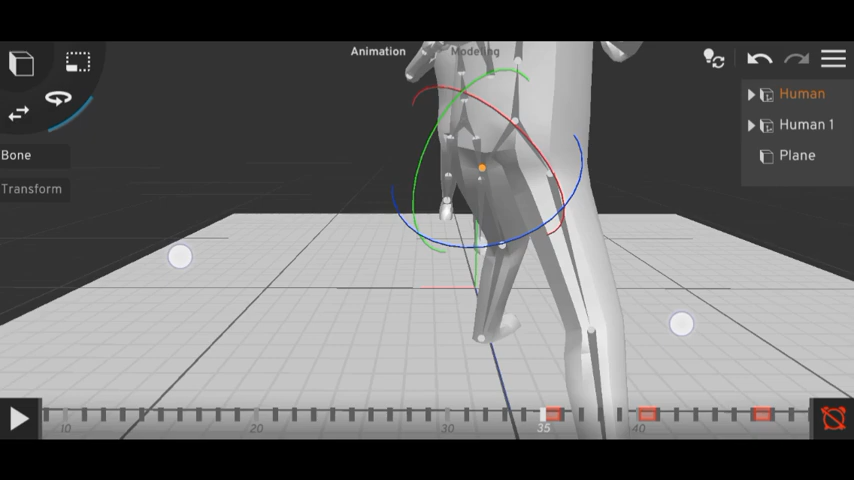 Animation
Modeling
Human
Human 1
Plane
Bone
Transform
10
20
30
35
40